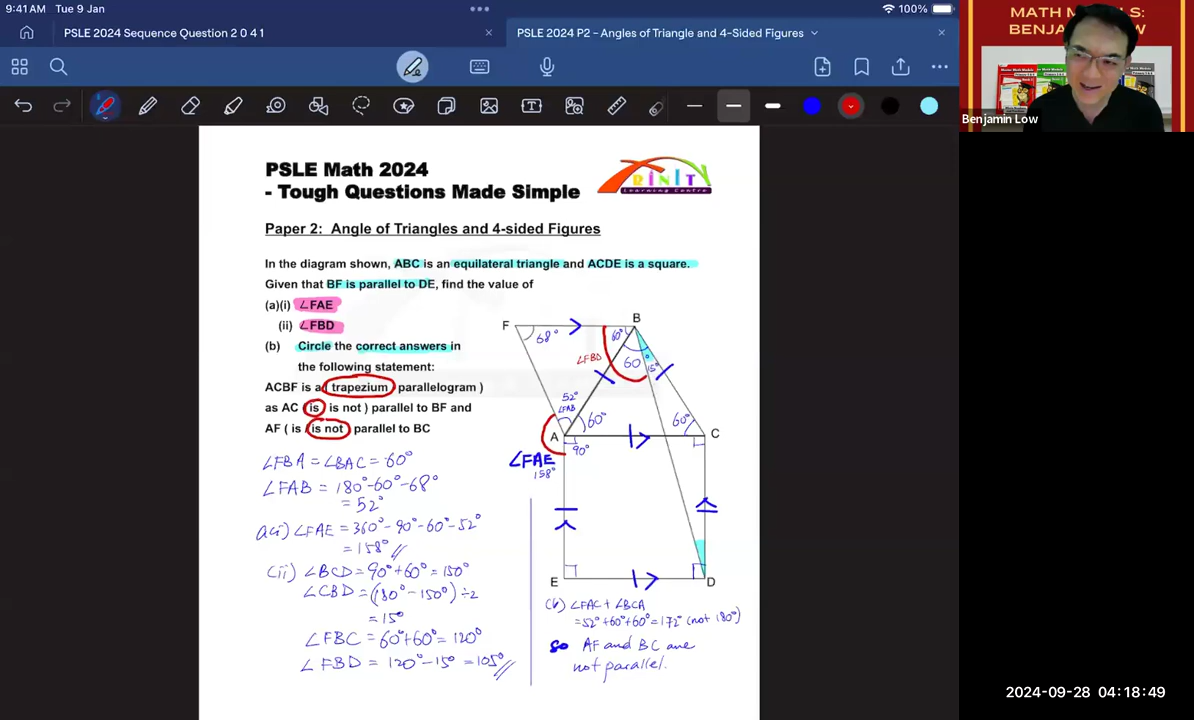 9:41 AM Tue 9 Jan
100%
PSLE 2024 Sequence Question 2 0 4 1
PSLE 2024 P2 - Angles of Triangle and 4-Sided Figures
MATH
BENJAM
Benjamin Low
PSLE Math 2024
- Tough Questions Made Simple
TRINITY
Learning Centre
Paper 2: Angle of Triangles and 4-sided Figures
In the diagram shown, ABC is an equilateral triangle and ACDE is a square.
Given that BF is parallel to DE, find the value of
(a)(i) ∠FAE
(ii) ∠FBD
(b) Circle the correct answers in
the following statement:
ACBF is a ( trapezium parallelogram )
as AC ( is is not ) parallel to BF and
AF ( is is not parallel to BC
∠FBA = ∠BAC = 60°
∠FAB = 180°-60°-68°
= 52°
a(i) ∠FAE = 360°-90°-60°-52°
= 158°//
(ii) ∠BCD = 90°+60° = 150°
∠CBD = (180°-150°) ÷2
= 15°
∠FBC = 60°+60° = 120°
∠FBD = 120°-15° = 105°//
F
B
68°
60°
∠FBD
60
15°
52°
∠FAB
60°
60°
A
C
90°
∠FAE
158°
E
D
(b) ∠FAC + ∠BCA
= 52°+60°+60° = 172° (not 180°)
so AF and BC are
not parallel.
2024-09-28 04:18:49